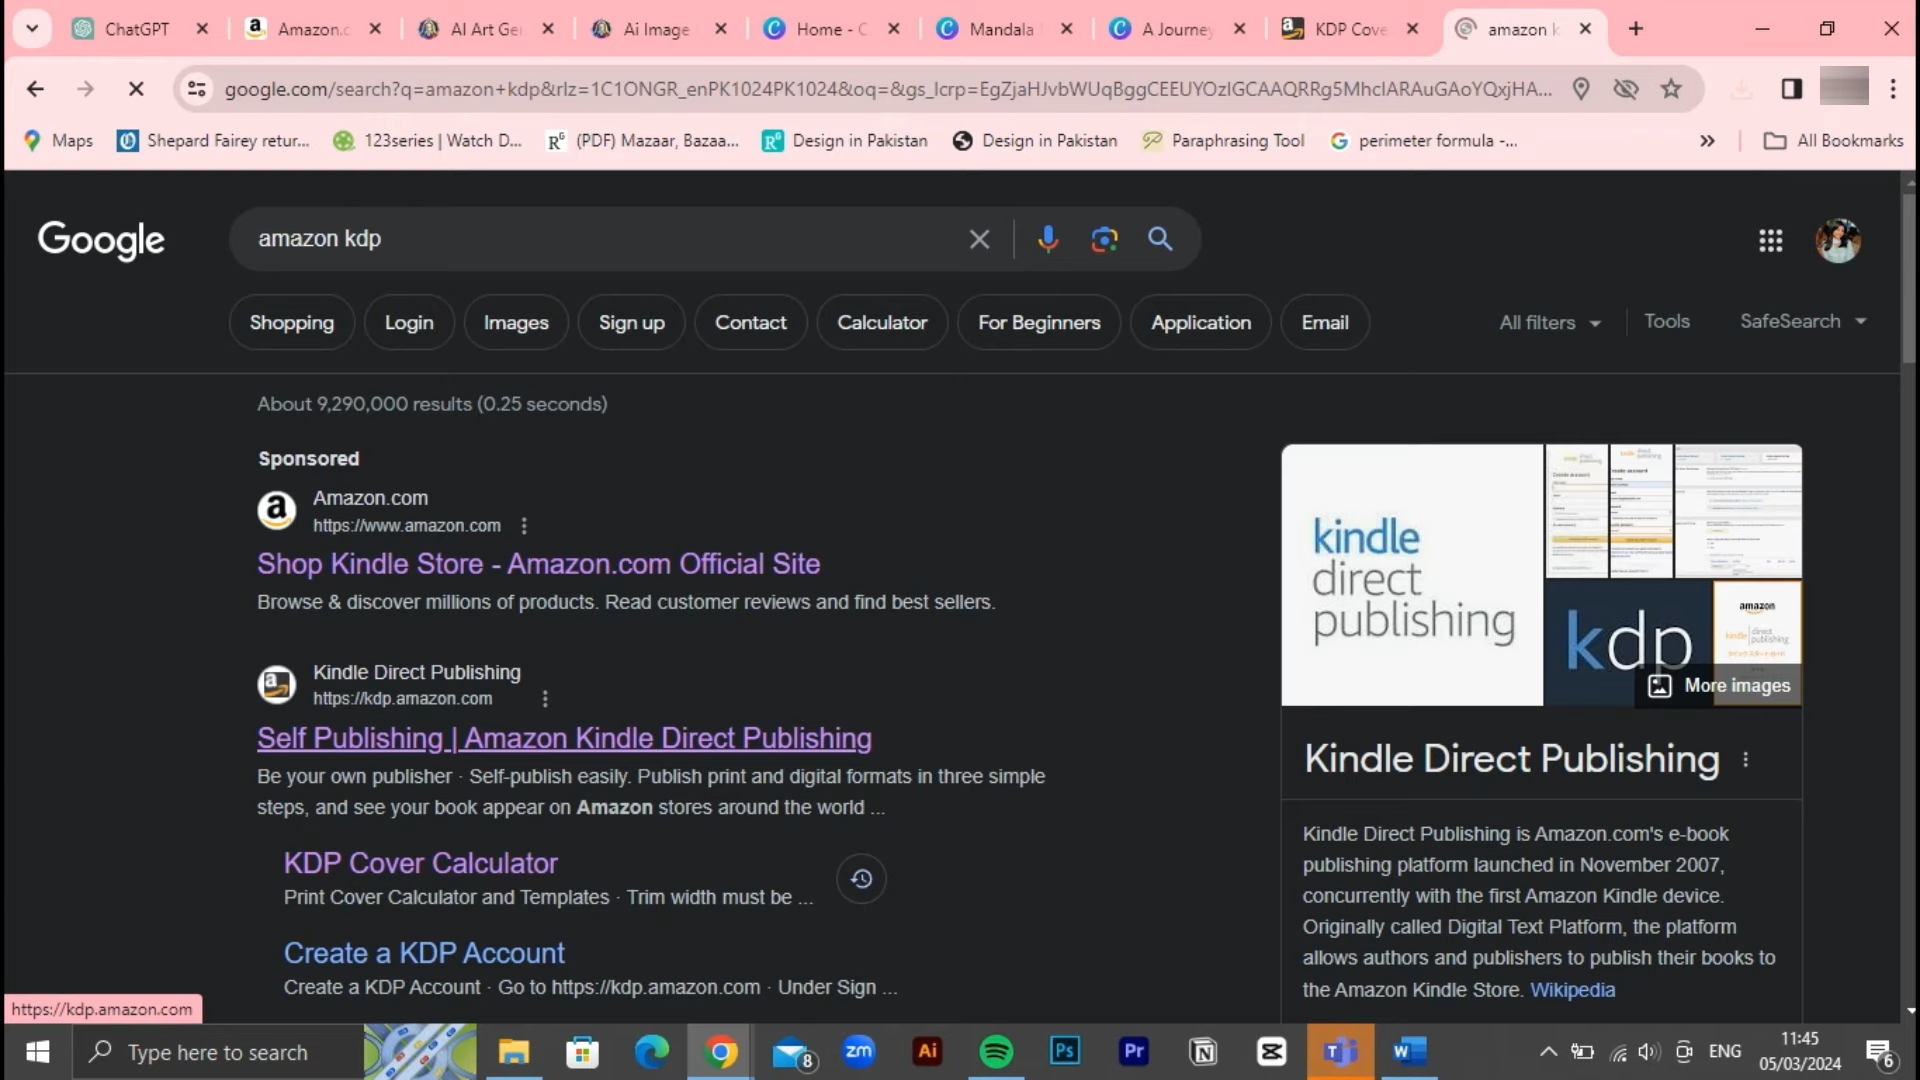 ChatGPT
Amazon.c
AI Art Ge
Ai Image
Home - C
Mandala
A Journey
KDP Cove
amazon k
google.com/search?q=amazon+kdp&rlz=1C1ONGR_enPK1024PK1024&oq=&gs_lcrp=EgZjaHJvbWUqBggCEEUYOzIGCAAQRRg5MhcIARAuGAoYQxjHA...
Maps
Shepard Fairey retur...
123series | Watch D...
(PDF) Mazaar, Bazaa...
Design in Pakistan
Design in Pakistan
Paraphrasing Tool
perimeter formula -...
All Bookmarks
Google
amazon kdp
Shopping
Login
Images
Sign up
Contact
Calculator
For Beginners
Application
Email
All filters
Tools
SafeSearch
About 9,290,000 results (0.25 seconds)
Sponsored
Amazon.com
https://www.amazon.com
Shop Kindle Store - Amazon.com Official Site
Browse & discover millions of products. Read customer reviews and find best sellers.
Kindle Direct Publishing
https://kdp.amazon.com
Self Publishing | Amazon Kindle Direct Publishing
Be your own publisher · Self-publish easily. Publish print and digital formats in three simple
steps, and see your book appear on Amazon stores around the world ...
KDP Cover Calculator
Print Cover Calculator and Templates · Trim width must be ...
Create a KDP Account
Create a KDP Account · Go to https://kdp.amazon.com · Under Sign ...
kindle
direct
publishing
kdp
amazon
More images
Kindle Direct Publishing
Kindle Direct Publishing is Amazon.com's e-book
publishing platform launched in November 2007,
concurrently with the first Amazon Kindle device.
Originally called Digital Text Platform, the platform
allows authors and publishers to publish their books to
the Amazon Kindle Store. Wikipedia
https://kdp.amazon.com
Type here to search
8
zm
Ai
Ps
Pr
ENG
11:45
05/03/2024
6